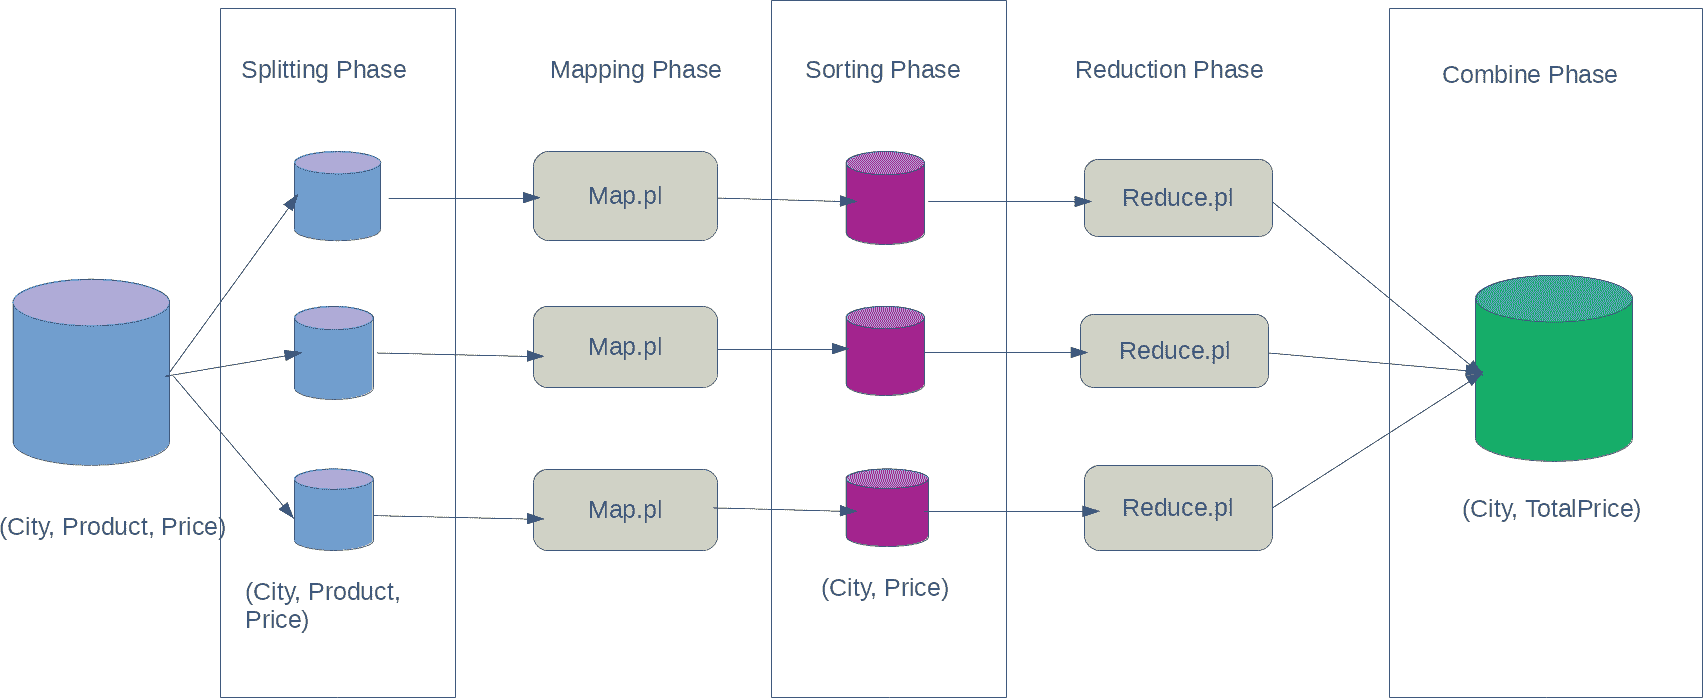 Splitting Phase
Mapping Phase
Sorting Phase
Reduction Phase
Combine Phase
Map.pl
Reduce.pl
Map.pl
Reduce.pl
Map.pl
Reduce.pl
(City, Product, Price)
(City, Product,
Price)
(City, Price)
(City, TotalPrice)